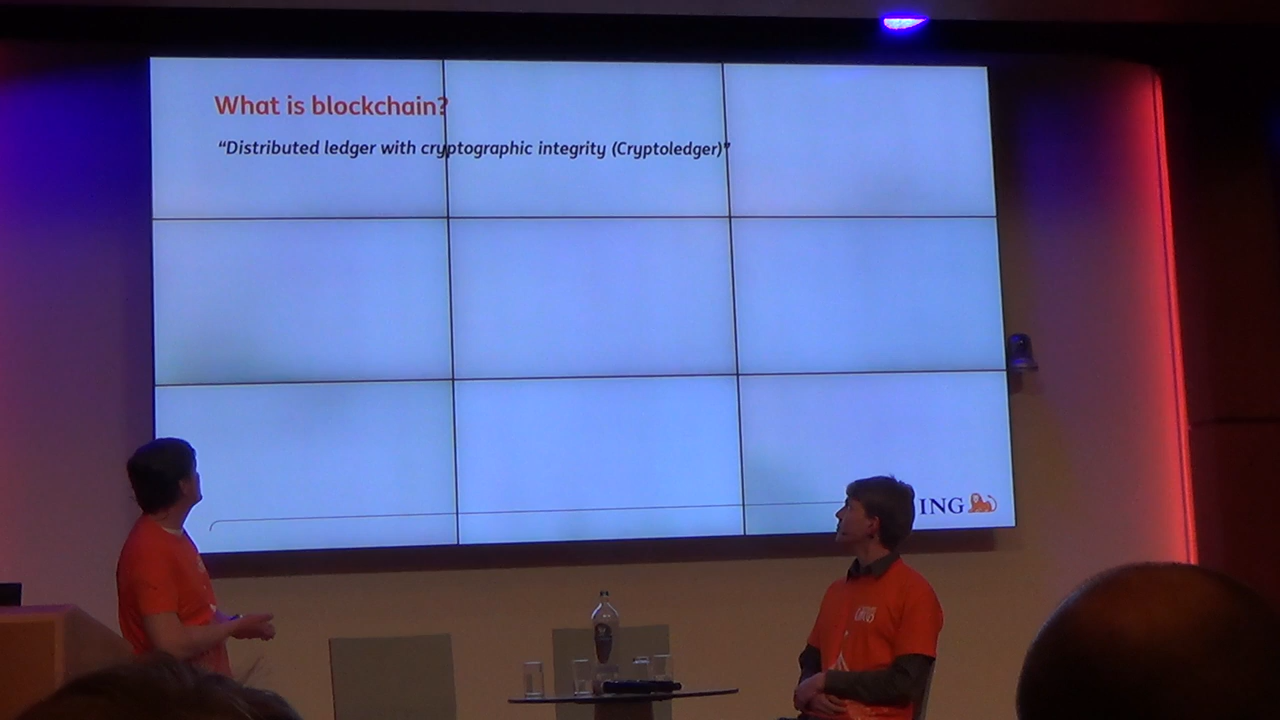 What is blockchain?
“Distributed ledger with cryptographic integrity (Cryptoledger)”
ING